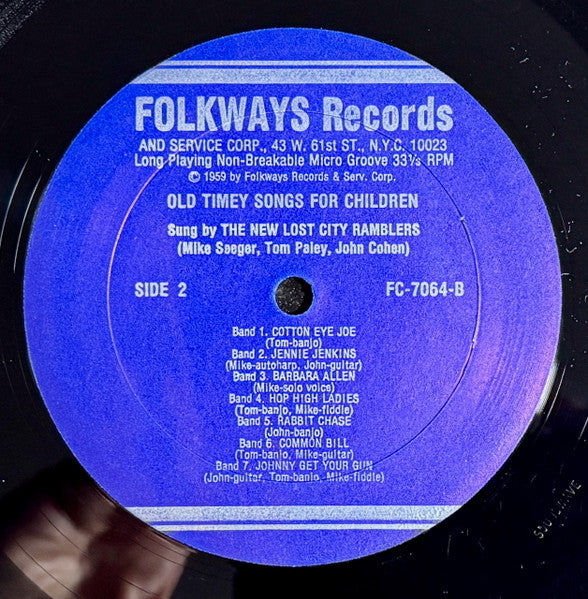 FOLKWAYS Records
AND SERVICE CORP., 43 W. 61st ST., N.Y.C. 10023
Long Playing Non-Breakable Micro Groove 33⅓ RPM
© 1959 by Folkways Records & Serv. Corp.
OLD TIMEY SONGS FOR CHILDREN
Sung by THE NEW LOST CITY RAMBLERS
(Mike Seeger, Tom Paley, John Cohen)
SIDE 2 FC-7064-B
Band 1. COTTON EYE JOE
(Tom-banjo)
Band 2. JENNIE JENKINS
(Mike-autoharp, John-guitar)
Band 3. BARBARA ALLEN
(Mike-solo voice)
Band 4. HOP HIGH LADIES
(Tom-banjo, Mike-fiddle)
Band 5. RABBIT CHASE
(John-banjo)
Band 6. COMMON BILL
(Tom-banjo, Mike-guitar)
Band 7. JOHNNY GET YOUR GUN
(John-guitar, Tom-banjo, Mike-fiddle)